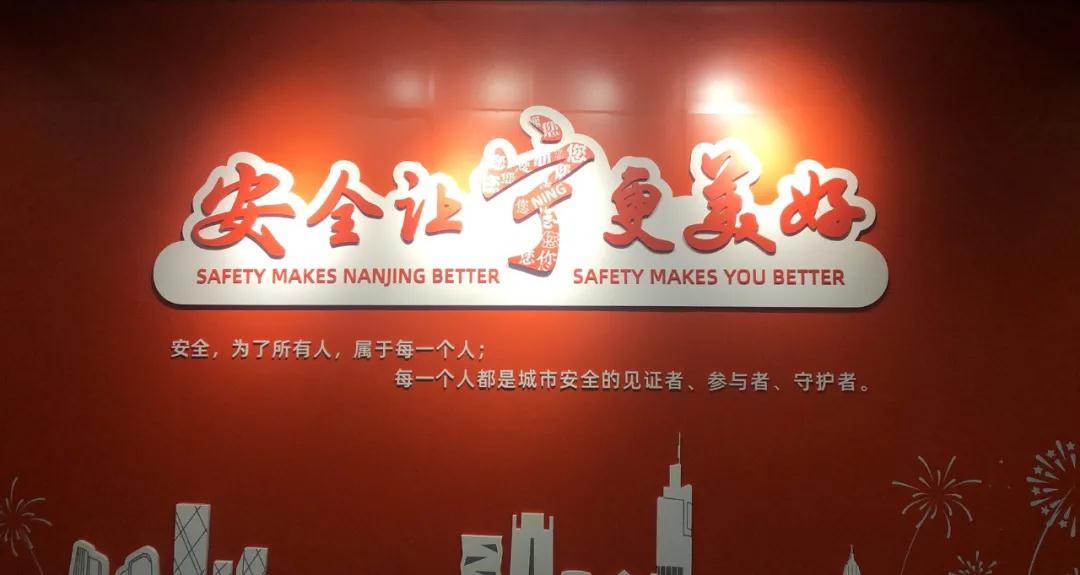 安全让宁更美好
SAFETY MAKES NANJING BETTER SAFETY MAKES YOU BETTER
安全，为了所有人，属于每一个人；
每一个人都是城市安全的见证者、参与者、守护者。